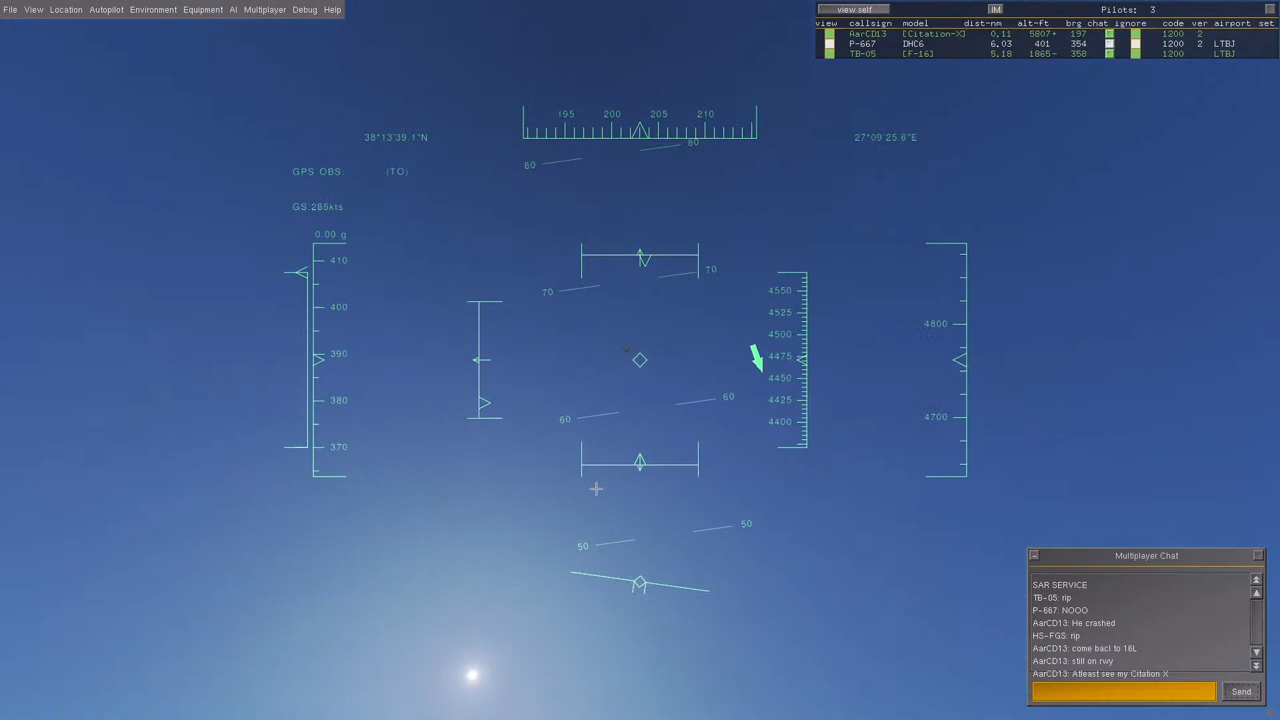 File View Location Autopilot Environment Equipment AI Multiplayer Debug Help
view self IM Pilots: 3
view callsign model dist-nm alt-ft brg chat ignore code ver airport set
AarCD13 [Citation-X] 0.11 5807+ 197 1200 2
P-667 DHC6 6.03 401 354 1200 2 LTBJ
TB-05 [F-16] 5.18 1865- 358 1200 LTBJ
195 200 205 210
38°13'39.1"N 27°09'25.6"E
80
80
GPS OBS: (TO)
GS:285kts
0.00 g
410
70
70
4550
400
4525
4800
4500
390
4475
4450
380
60
4425
60
4400
4700
370
50
50
Multiplayer Chat
SAR SERVICE
TB-05: rip
P-667: NOOO
AarCD13: He crashed
HS-FGS: rip
AarCD13: come bacl to 16L
AarCD13: still on rwy
AarCD13: Atleast see my Citation X
Send